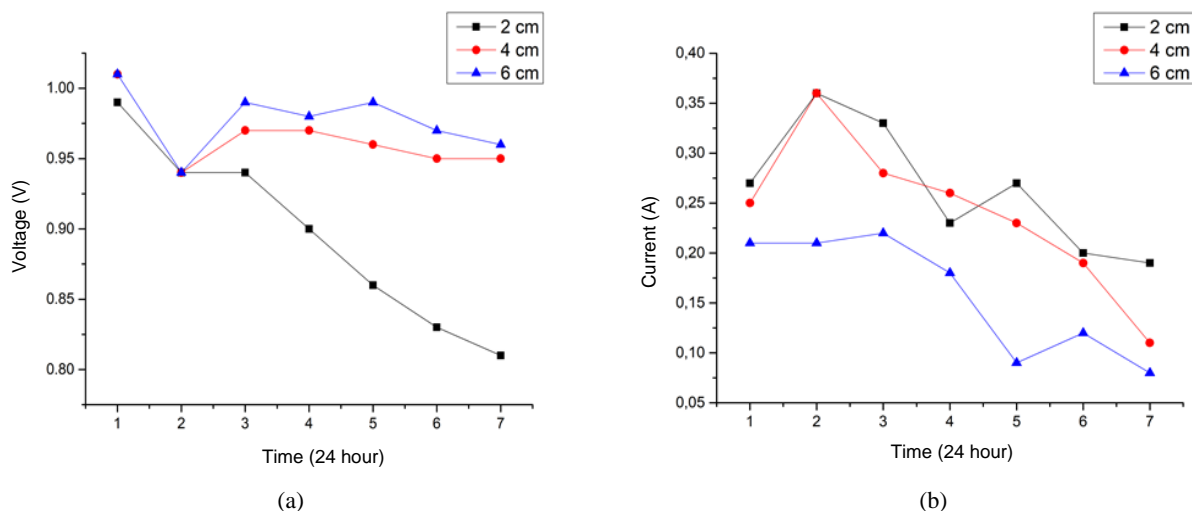 2 cm
4 cm
6 cm
1.00
0.95
0.90
0.85
0.80
Voltage (V)
1 2 3 4 5 6 7
Time (24 hour)
(a)
2 cm
4 cm
6 cm
0,40
0,35
0,30
0,25
0,20
0,15
0,10
0,05
Current (A)
1 2 3 4 5 6 7
Time (24 hour)
(b)